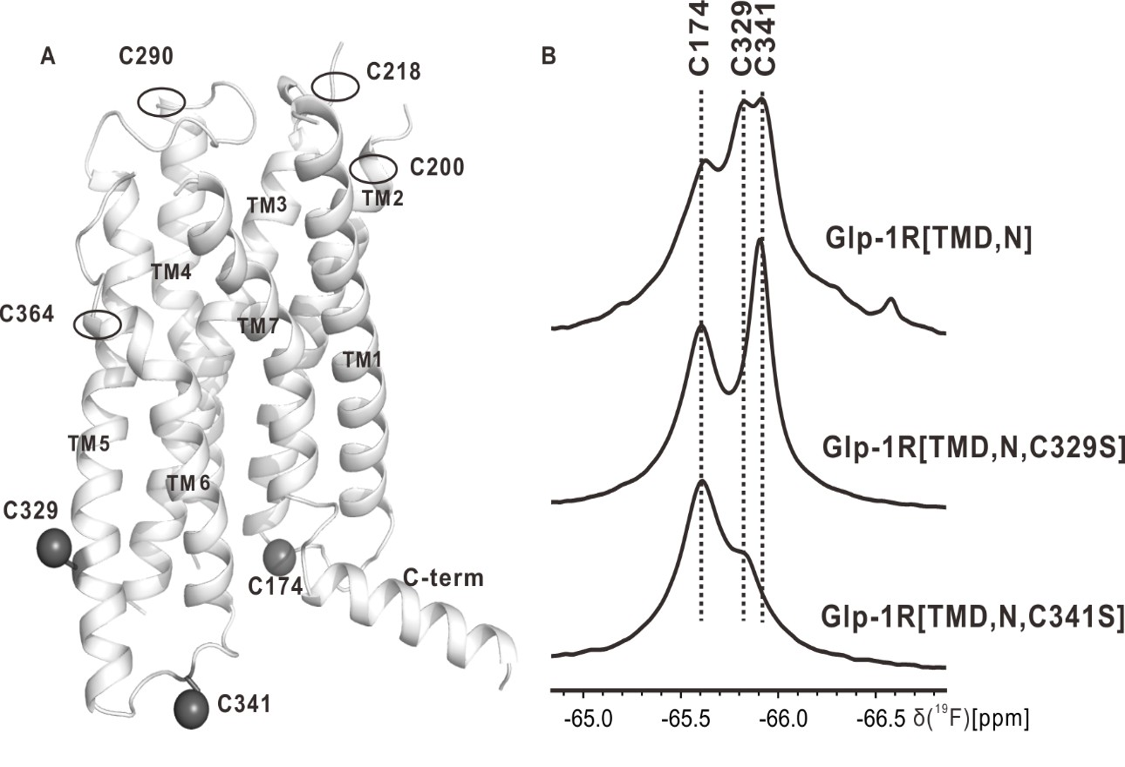 A
C290
C218
C200
TM2
TM3
TM4
C364
TM7
TM1
TM5
TM6
C329
C174
C-term
C341
B
C174
C329
C341
Glp-1R[TMD,N]
Glp-1R[TMD,N,C329S]
Glp-1R[TMD,N,C341S]
-65.0 -65.5 -66.0 -66.5 δ(¹⁹F)[ppm]